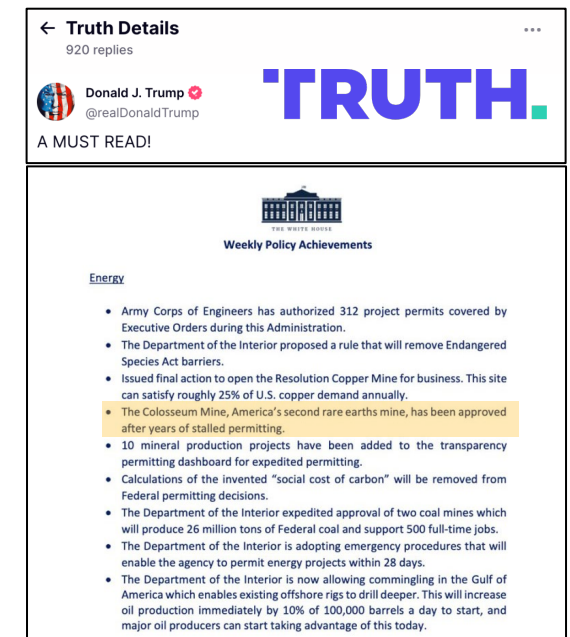 ← Truth Details
920 replies
Donald J. Trump
@realDonaldTrump
TRUTH.
A MUST READ!
THE WHITE HOUSE
Weekly Policy Achievements
Energy
• Army Corps of Engineers has authorized 312 project permits covered by
Executive Orders during this Administration.
• The Department of the Interior proposed a rule that will remove Endangered
Species Act barriers.
• Issued final action to open the Resolution Copper Mine for business. This site
can satisfy roughly 25% of U.S. copper demand annually.
• The Colosseum Mine, America's second rare earths mine, has been approved
after years of stalled permitting.
• 10 mineral production projects have been added to the transparency
permitting dashboard for expedited permitting.
• Calculations of the invented "social cost of carbon" will be removed from
Federal permitting decisions.
• The Department of the Interior expedited approval of two coal mines which
will produce 26 million tons of Federal coal and support 500 full-time jobs.
• The Department of the Interior is adopting emergency procedures that will
enable the agency to permit energy projects within 28 days.
• The Department of the Interior is now allowing commingling in the Gulf of
America which enables existing offshore rigs to drill deeper. This will increase
oil production immediately by 10% of 100,000 barrels a day to start, and
major oil producers can start taking advantage of this today.